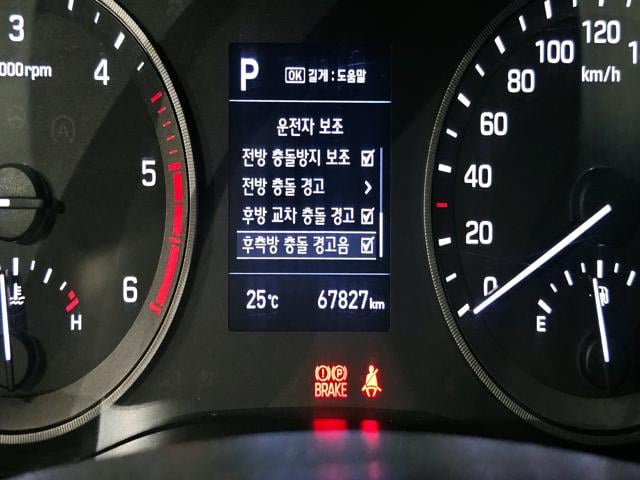 3
4
5
6
000rpm
H
P
OK 길게 : 도움말
운전자 보조
전방 충돌방지 보조
전방 충돌 경고
후방 교차 충돌 경고
후측방 충돌 경고음
25℃ 67827km
BRAKE
120
100
80
60
40
20
0
km/h
E